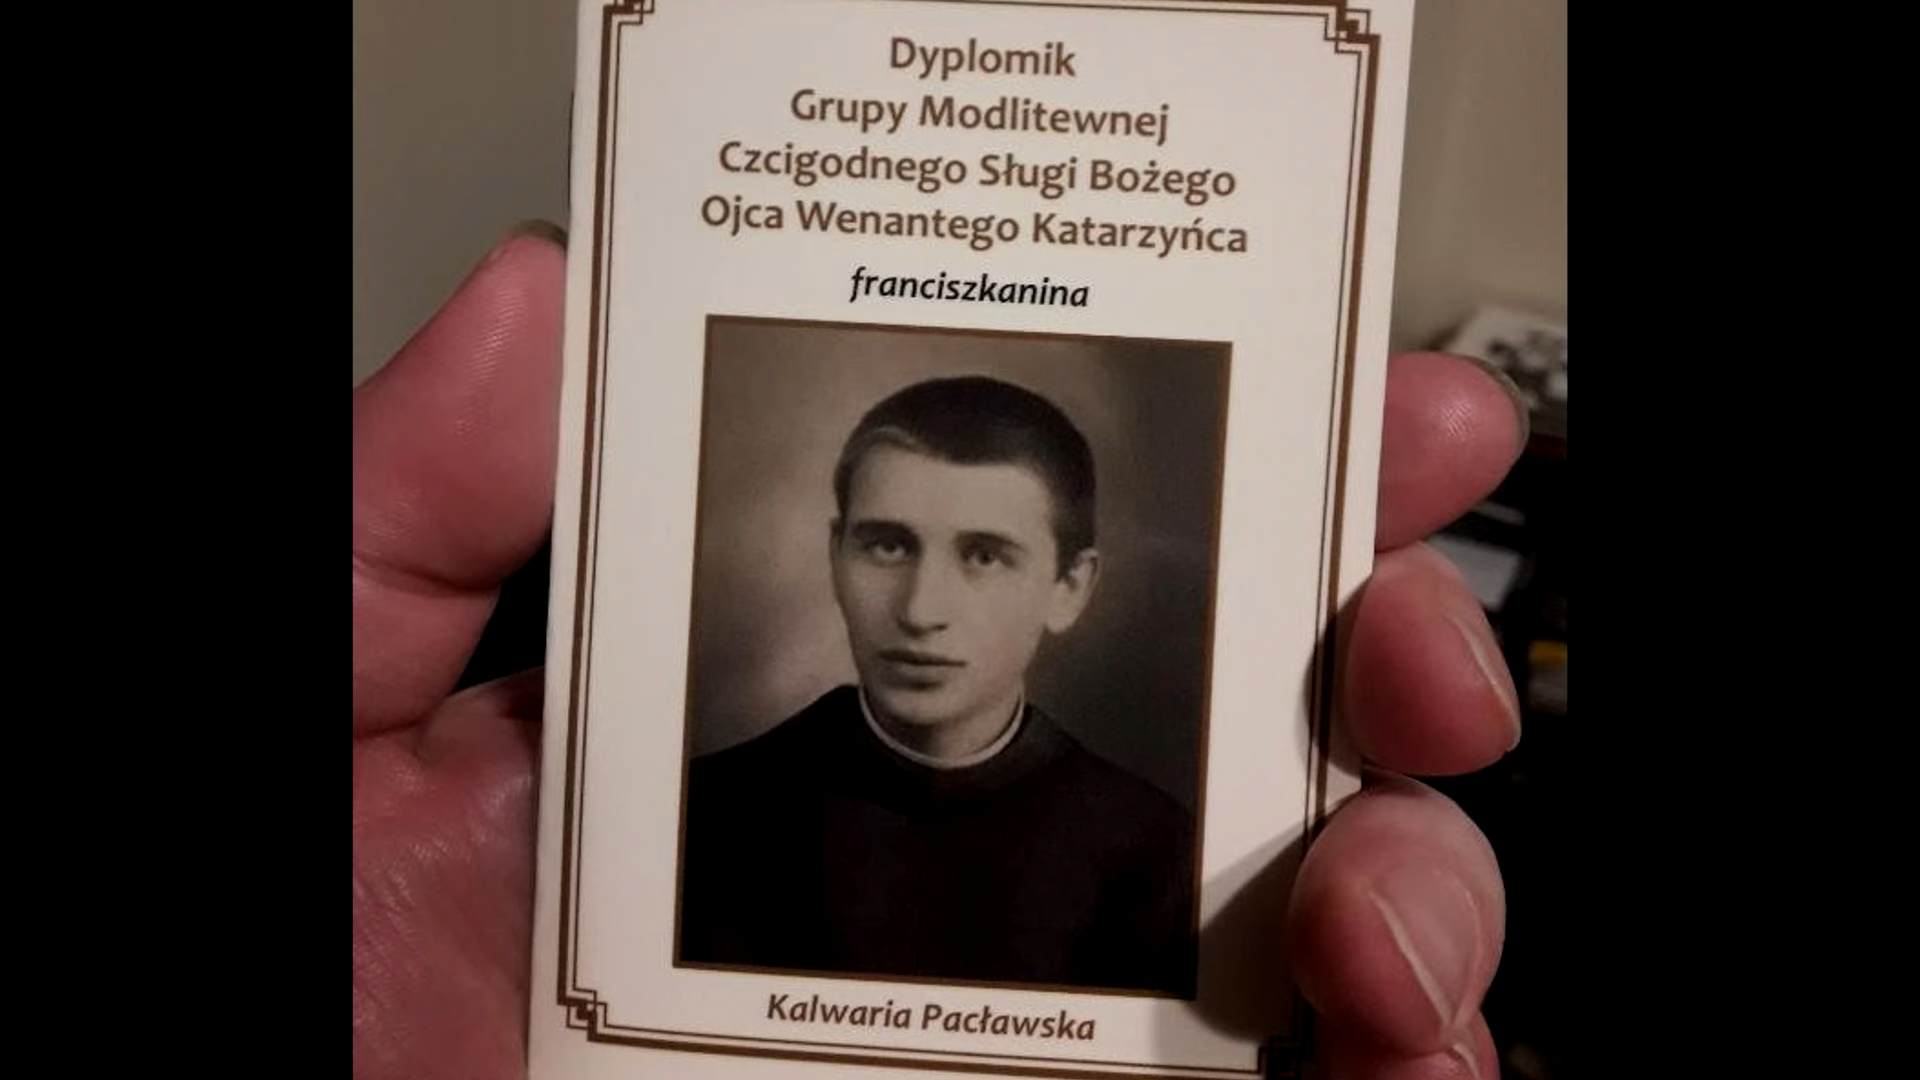 Dyplomik
Grupy Modlitewnej
Czcigodnego Sługi Bożego
Ojca Wenantego Katarzyńca
franciszkanina
Kalwaria Pacławska